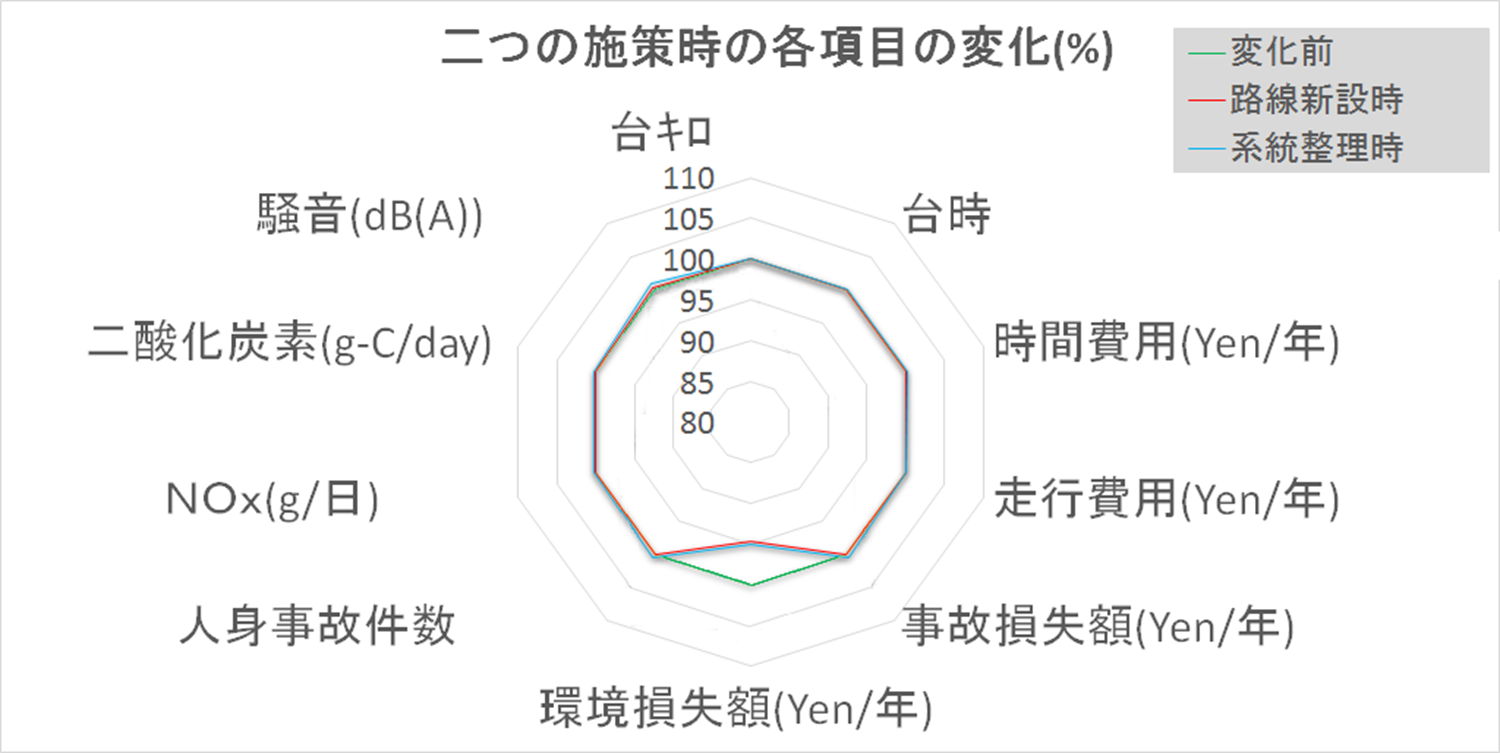 二つの施策時の各項目の変化(%)
変化前
路線新設時
系統整理時
台ｷﾛ
110
105
100
95
90
85
80
台時
時間費用(Yen/年)
走行費用(Yen/年)
事故損失額(Yen/年)
環境損失額(Yen/年)
人身事故件数
NOx(g/日)
二酸化炭素(g-C/day)
騒音(dB(A))